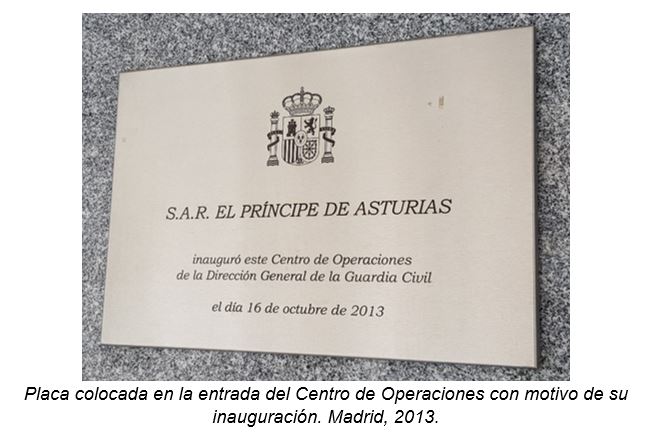 S.A.R. EL PRÍNCIPE DE ASTURIAS
inauguró este Centro de Operaciones
de la Dirección General de la Guardia Civil
el día 16 de octubre de 2013
Placa colocada en la entrada del Centro de Operaciones con motivo de su
inauguración. Madrid, 2013.